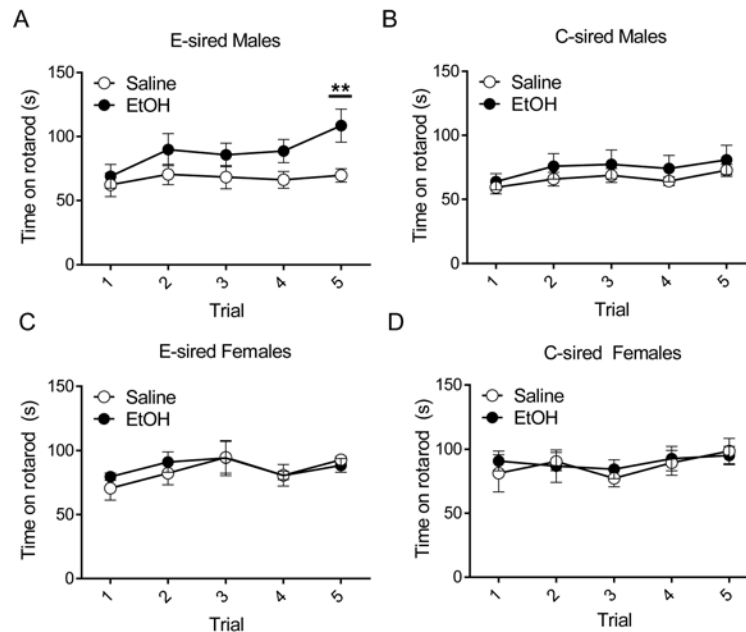 A
E-sired Males
Time on rotarod (s)
150
100
50
0
Saline
EtOH
**
1 2 3 4 5
Trial
B
C-sired Males
Time on rotarod (s)
150
100
50
0
Saline
EtOH
1 2 3 4 5
Trial
C
E-sired Females
Time on rotarod (s)
150
100
50
0
Saline
EtOH
1 2 3 4 5
Trial
D
C-sired Females
Time on rotarod (s)
150
100
50
0
Saline
EtOH
1 2 3 4 5
Trial